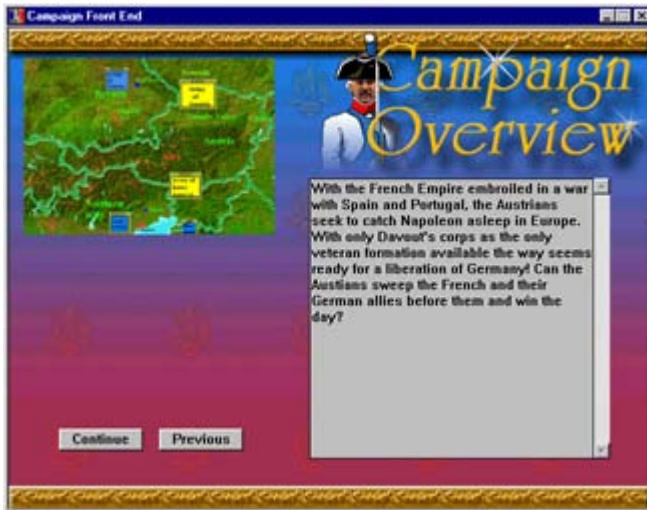 Campaign Front End
Campaign
Overview
With the French Empire embroiled in a war
with Spain and Portugal, the Austrians
seek to catch Napoleon asleep in Europe.
With only Davout's corps as the only
veteran formation available the way seems
ready for a liberation of Germany! Can the
Austians sweep the French and their
German allies before them and win the
day?
Continue
Previous